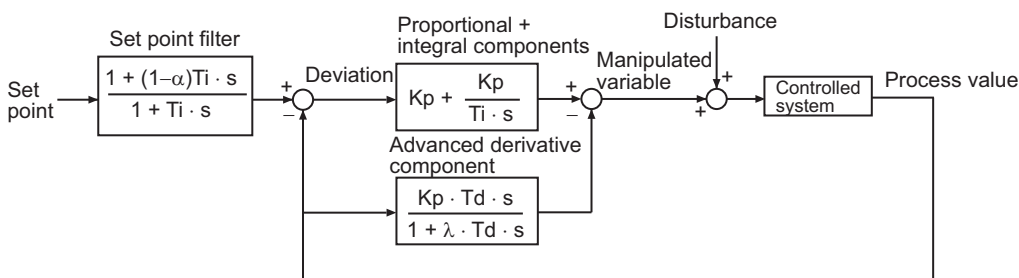 Set point filter
1 + (1−α)Ti · s
1 + Ti · s
Set
point
+
−
Deviation
Proportional +
integral components
Kp +
Kp
Ti · s
+
−
Advanced derivative
component
Kp · Td · s
1 + λ · Td · s
Manipulated
variable
Disturbance
+
+
Controlled
system
Process value